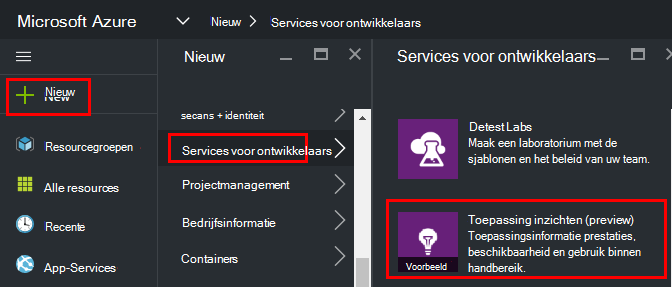 Microsoft Azure Nieuw > Services voor ontwikkelaars
Nieuw
New
Resourcegroepen
Alle resources
Recente
App-Services
Nieuw
secans + identiteit
Services voor ontwikkelaars
Projectmanagement
Bedrijfsinformatie
Containers
Services voor ontwikkelaars
Detest Labs
Maak een laboratorium met de
sjablonen en het beleid van uw team.
Toepassing inzichten (preview)
Toepassingsinformatie prestaties,
beschikbaarheid en gebruik binnen
handbereik.
Voorbeeld